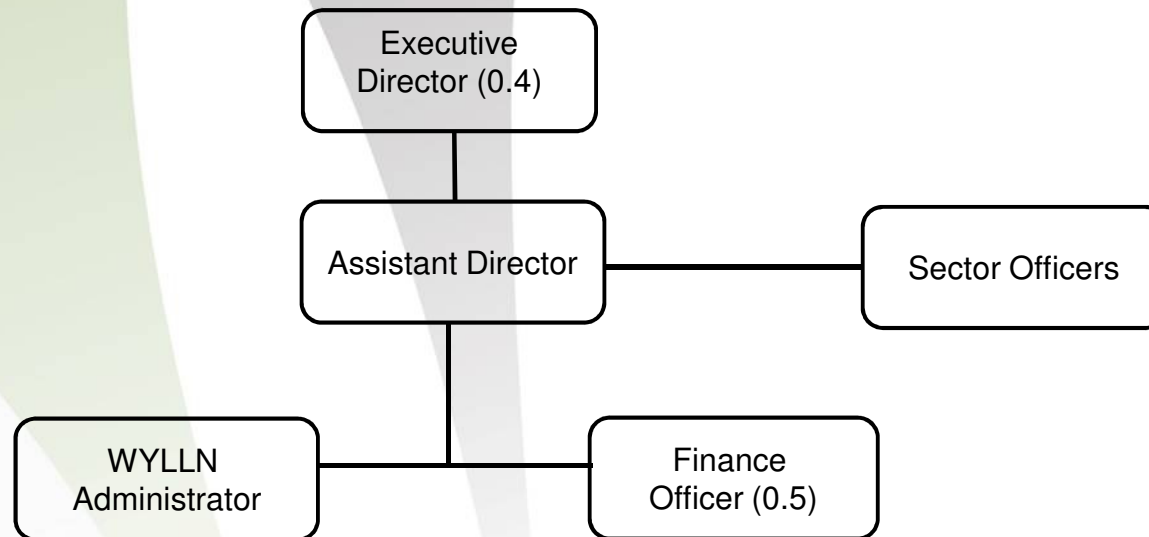 Executive
Director (0.4)
Assistant Director
Sector Officers
WYLLN
Administrator
Finance
Officer (0.5)